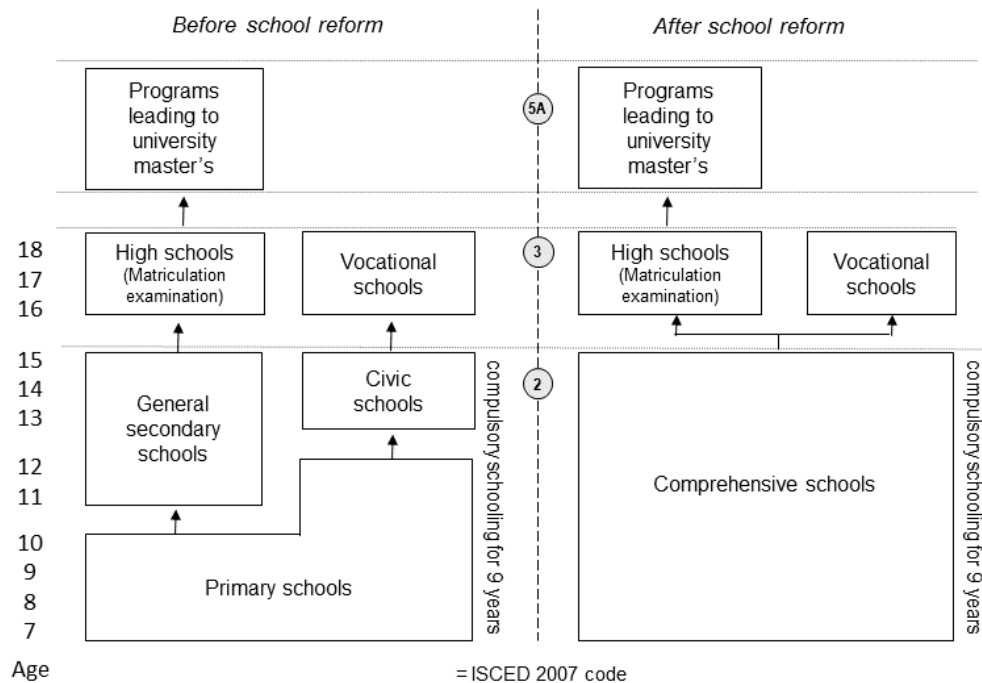 Before school reform
After school reform
Programs
leading to
university
master's
5A
Programs
leading to
university
master's
18
17
16
High schools
(Matriculation
examination)
Vocational
schools
3
High schools
(Matriculation
examination)
Vocational
schools
15
14
13
12
11
10
9
8
7
General
secondary
schools
Civic
schools
Primary schools
compulsory schooling for 9 years
2
Comprehensive schools
compulsory schooling for 9 years
Age
= ISCED 2007 code